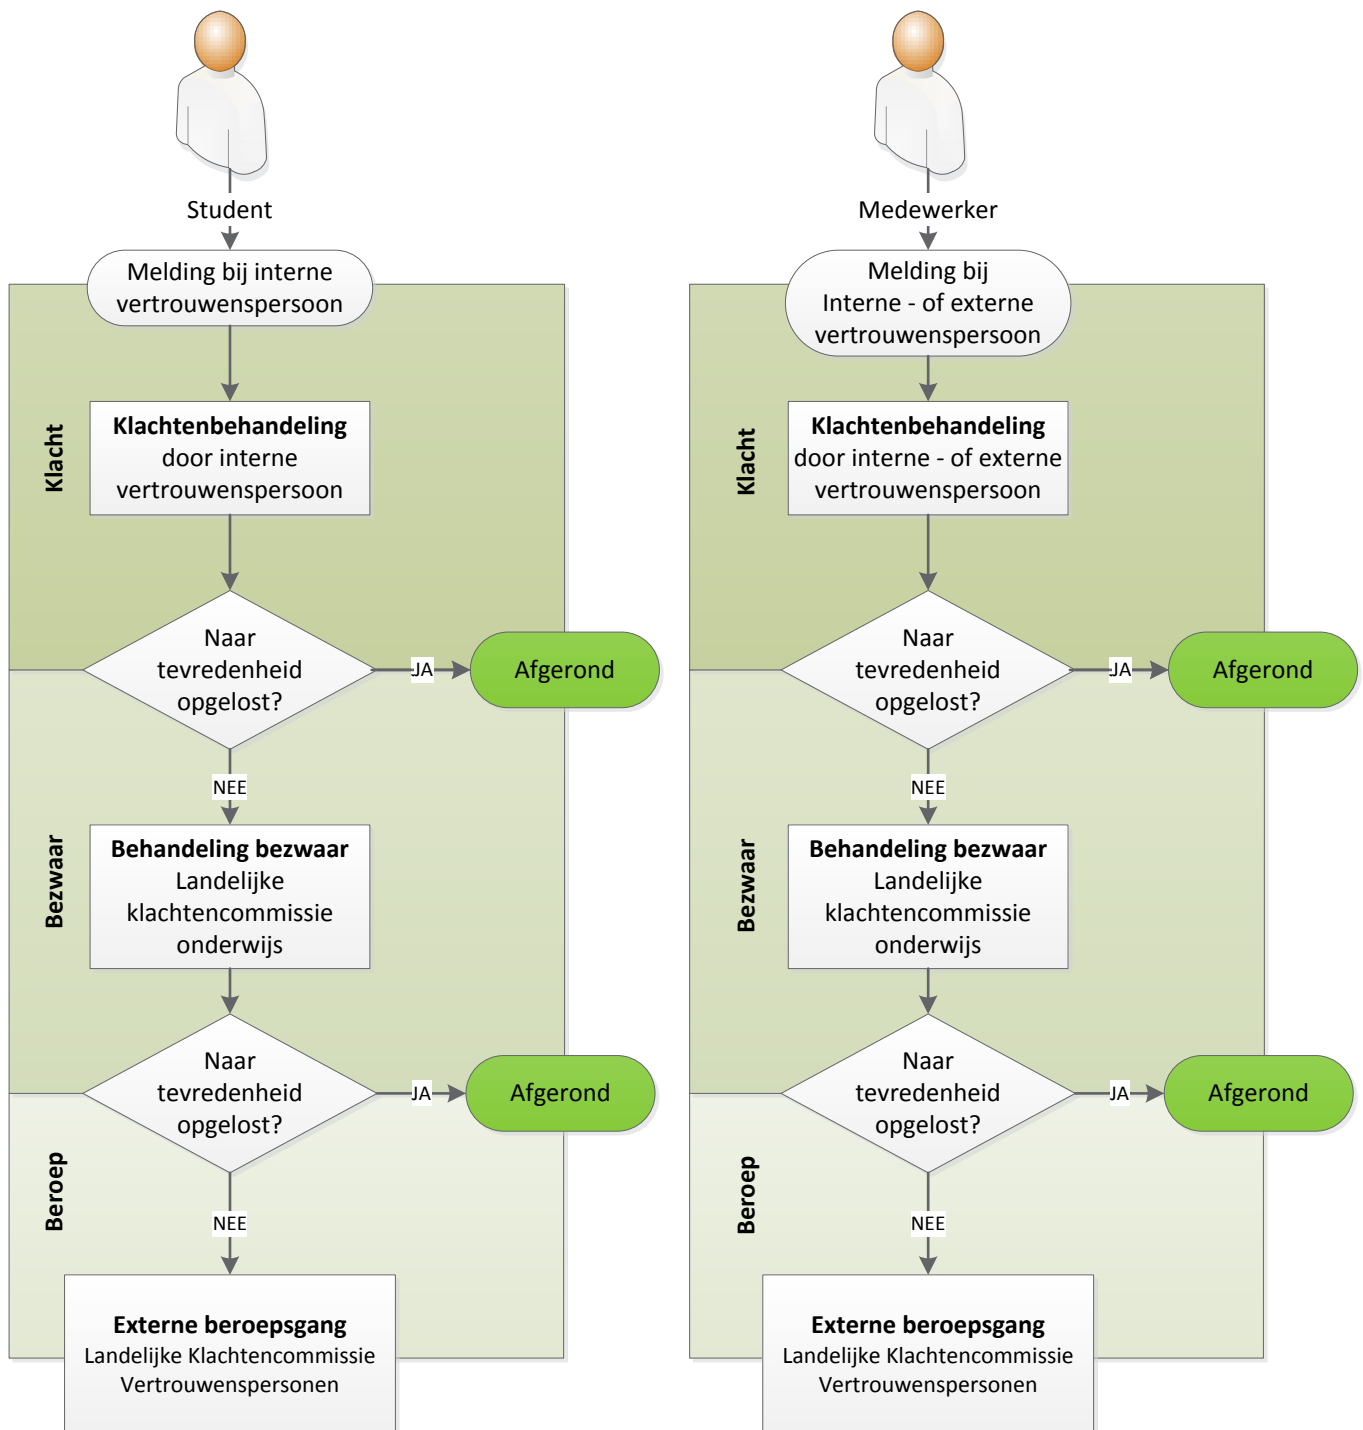 Student
Melding bij interne
vertrouwenspersoon
Klacht
Klachtenbehandeling
door interne
vertrouwenspersoon
Naar
tevredenheid
opgelost?
JA
Afgerond
NEE
Bezwaar
Behandeling bezwaar
Landelijke
klachtencommissie
onderwijs
Naar
tevredenheid
opgelost?
JA
Afgerond
Beroep
NEE
Externe beroepsgang
Landelijke Klachtencommissie
Vertrouwenspersonen
Medewerker
Melding bij
Interne - of externe
vertrouwenspersoon
Klacht
Klachtenbehandeling
door interne - of externe
vertrouwenspersoon
Naar
tevredenheid
opgelost?
JA
Afgerond
NEE
Bezwaar
Behandeling bezwaar
Landelijke
klachtencommissie
onderwijs
Naar
tevredenheid
opgelost?
JA
Afgerond
Beroep
NEE
Externe beroepsgang
Landelijke Klachtencommissie
Vertrouwenspersonen